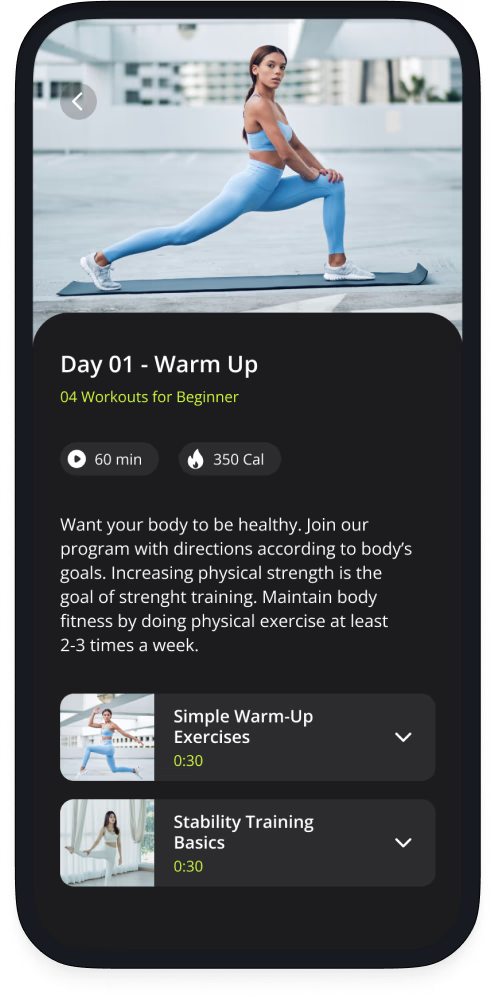 Day 01 - Warm Up
04 Workouts for Beginner
60 min
350 Cal
Want your body to be healthy. Join our
program with directions according to body’s
goals. Increasing physical strength is the
goal of strenght training. Maintain body
fitness by doing physical exercise at least
2-3 times a week.
Simple Warm-Up
Exercises
0:30
Stability Training
Basics
0:30